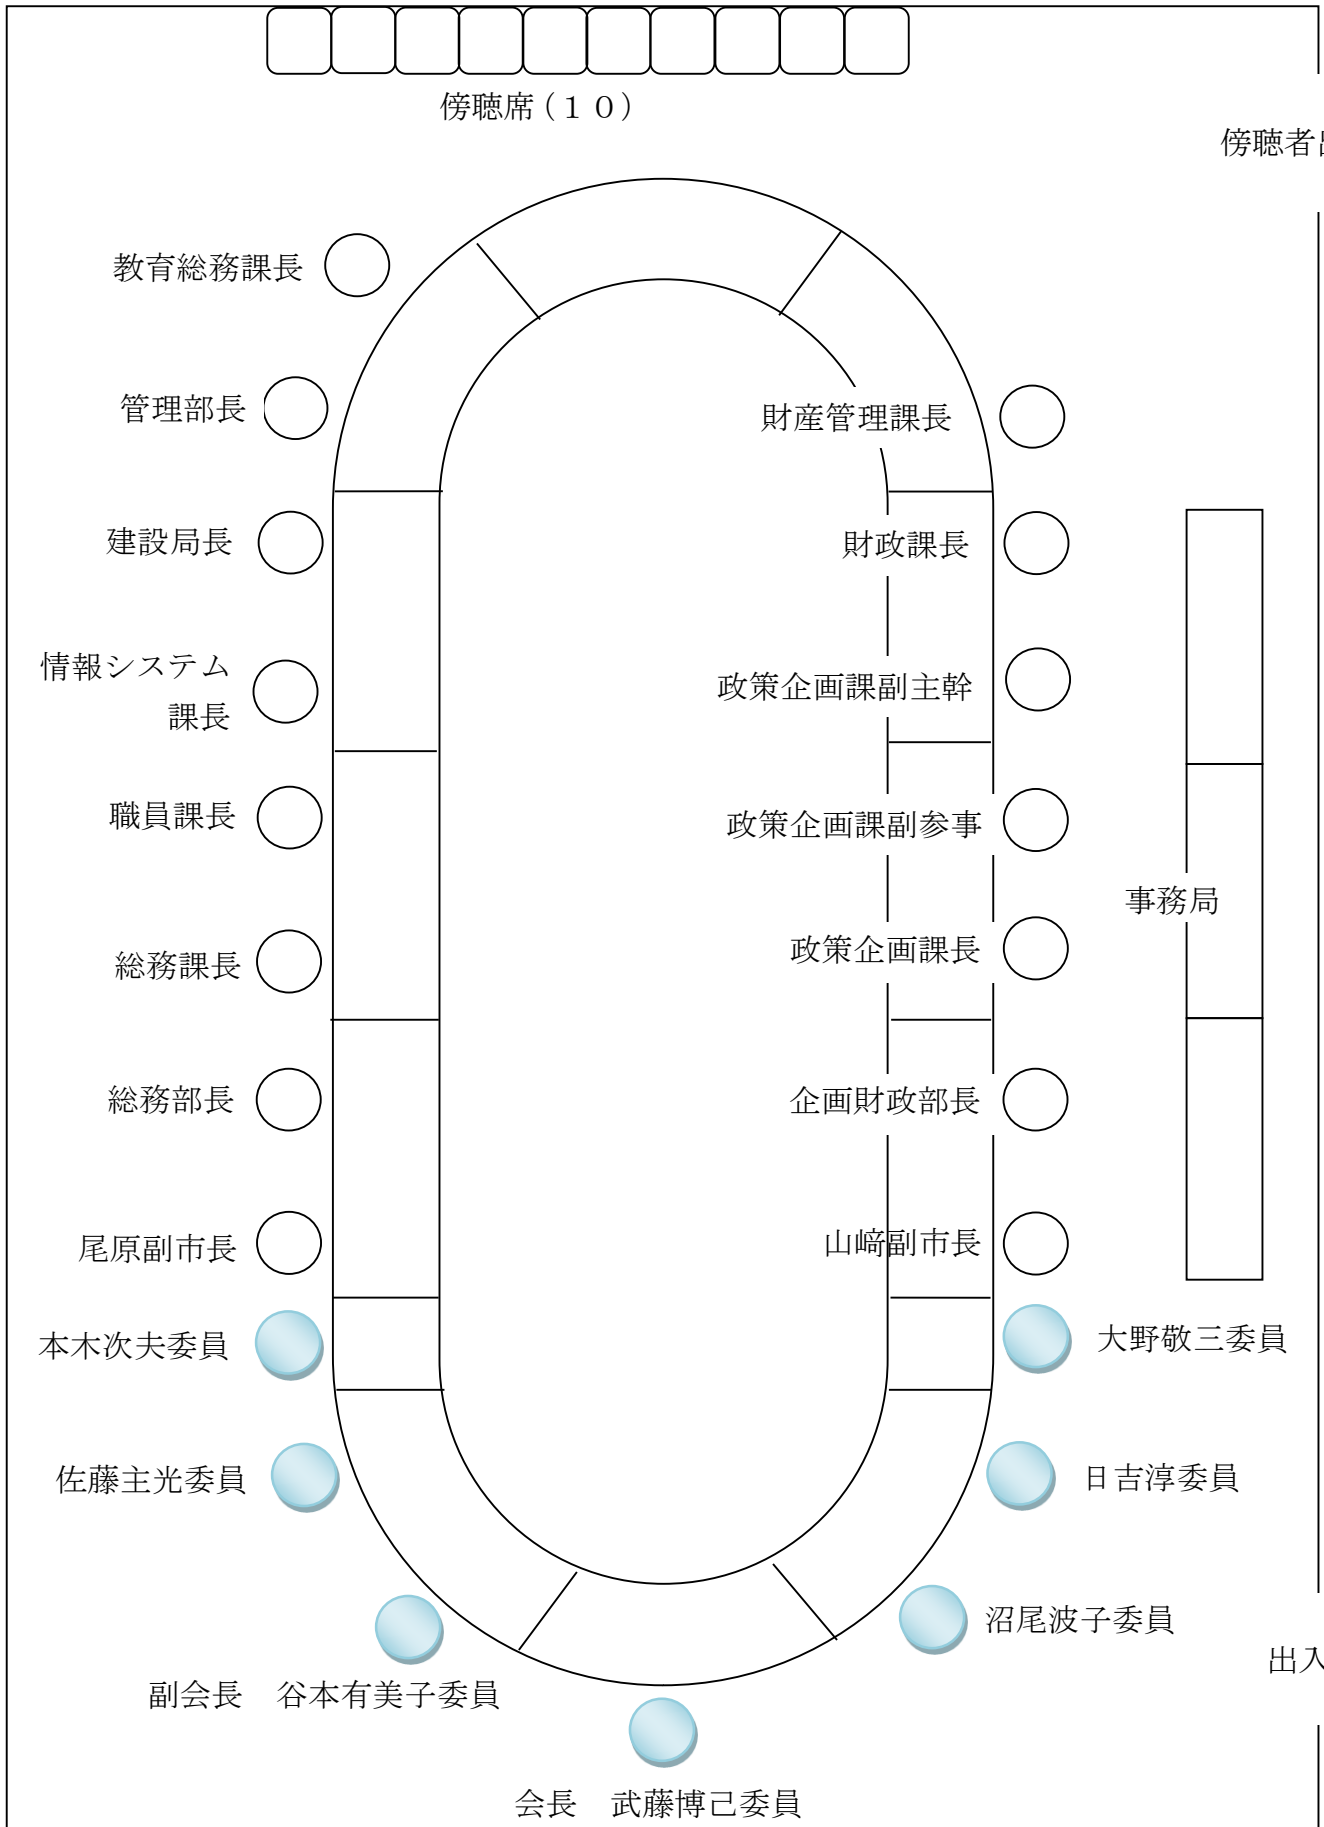 傍聴席（１０）
傍聴者
教育総務課長
管理部長
財産管理課長
建設局長
財政課長
情報システム
課長
政策企画課副主幹
職員課長
政策企画課副参事
事務局
総務課長
政策企画課長
総務部長
企画財政部長
尾原副市長
山﨑副市長
本木次夫委員
大野敬三委員
佐藤主光委員
日吉淳委員
沼尾波子委員
出入
副会長　谷本有美子委員
会長　武藤博己委員